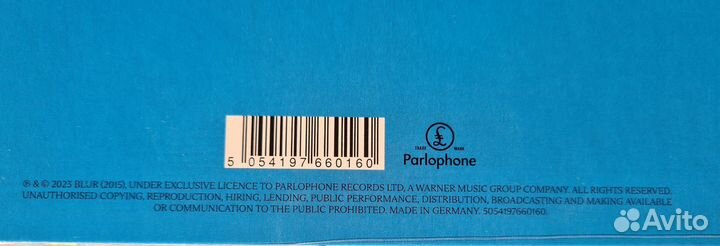 5 054197 660160
£
TRADE MARK
Parlophone
℗ & © 2023 BLUR (2015), UNDER EXCLUSIVE LICENCE TO PARLOPHONE RECORDS LTD, A WARNER MUSIC GROUP COMPANY. ALL RIGHTS RESERVED.
UNAUTHORISED COPYING, REPRODUCTION, HIRING, LENDING, PUBLIC PERFORMANCE, DISTRIBUTION, BROADCASTING AND MAKING AVAILABLE
OR COMMUNICATION TO THE PUBLIC PROHIBITED. MADE IN GERMANY. 5054197660160.
Avito